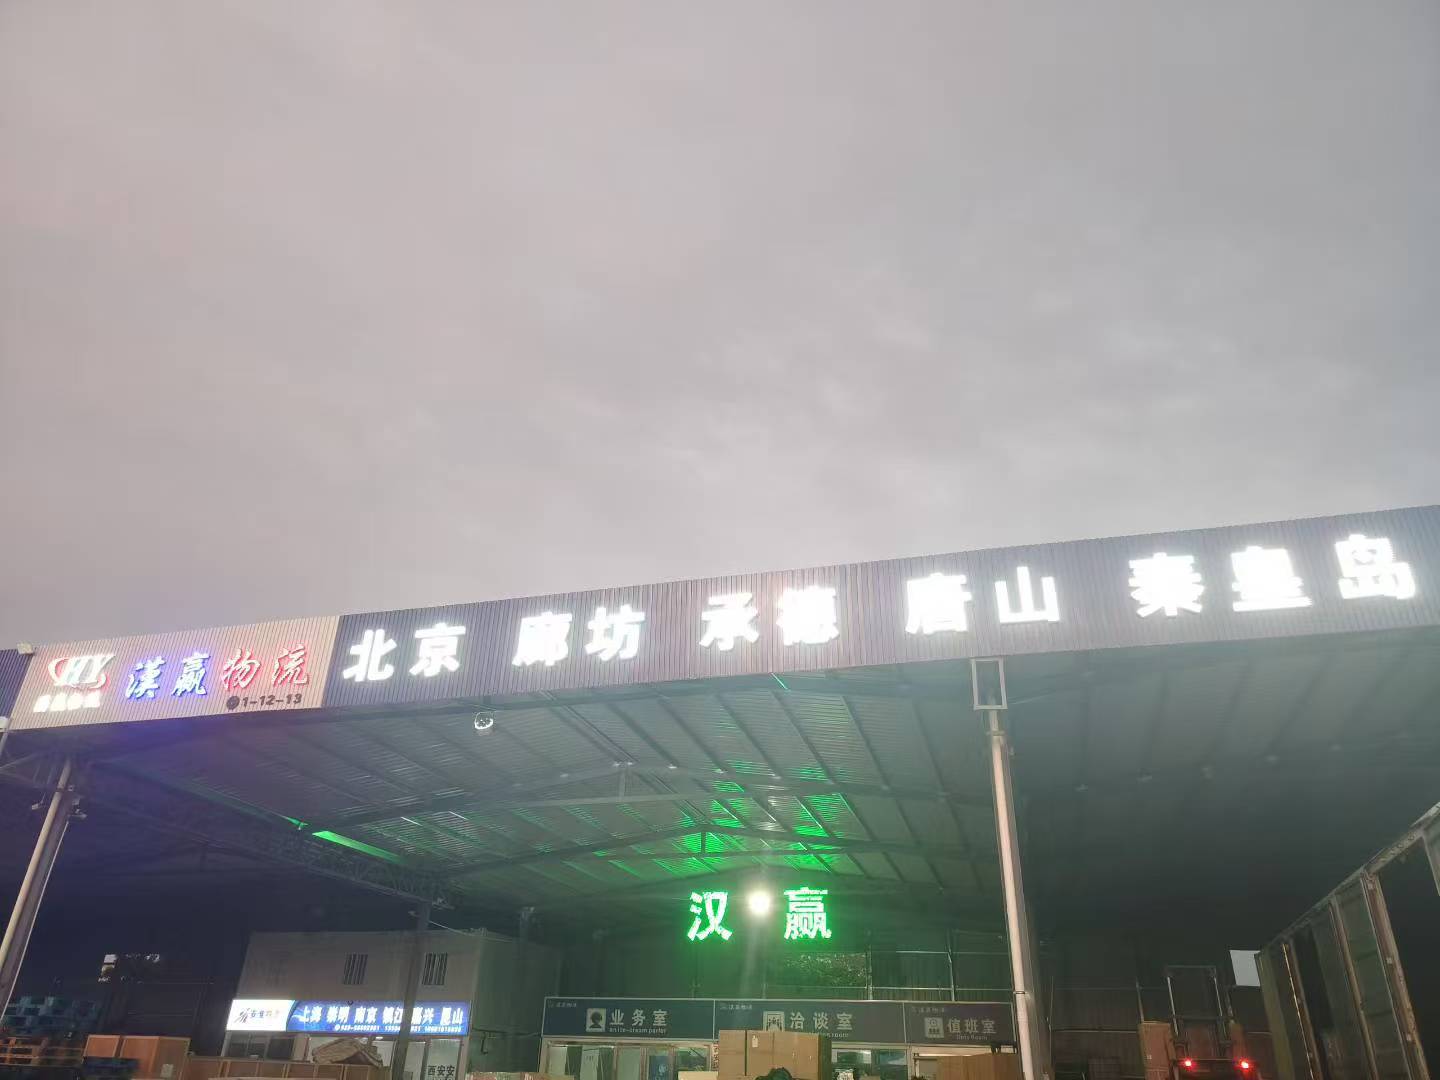 HY 漢赢物流 北京 廊坊 承德 唐山 秦皇岛
1-12-13
汉赢
上海 崇明 南京 镇江 嘉兴 昆山
业务室
洽谈室
值班室
西安安